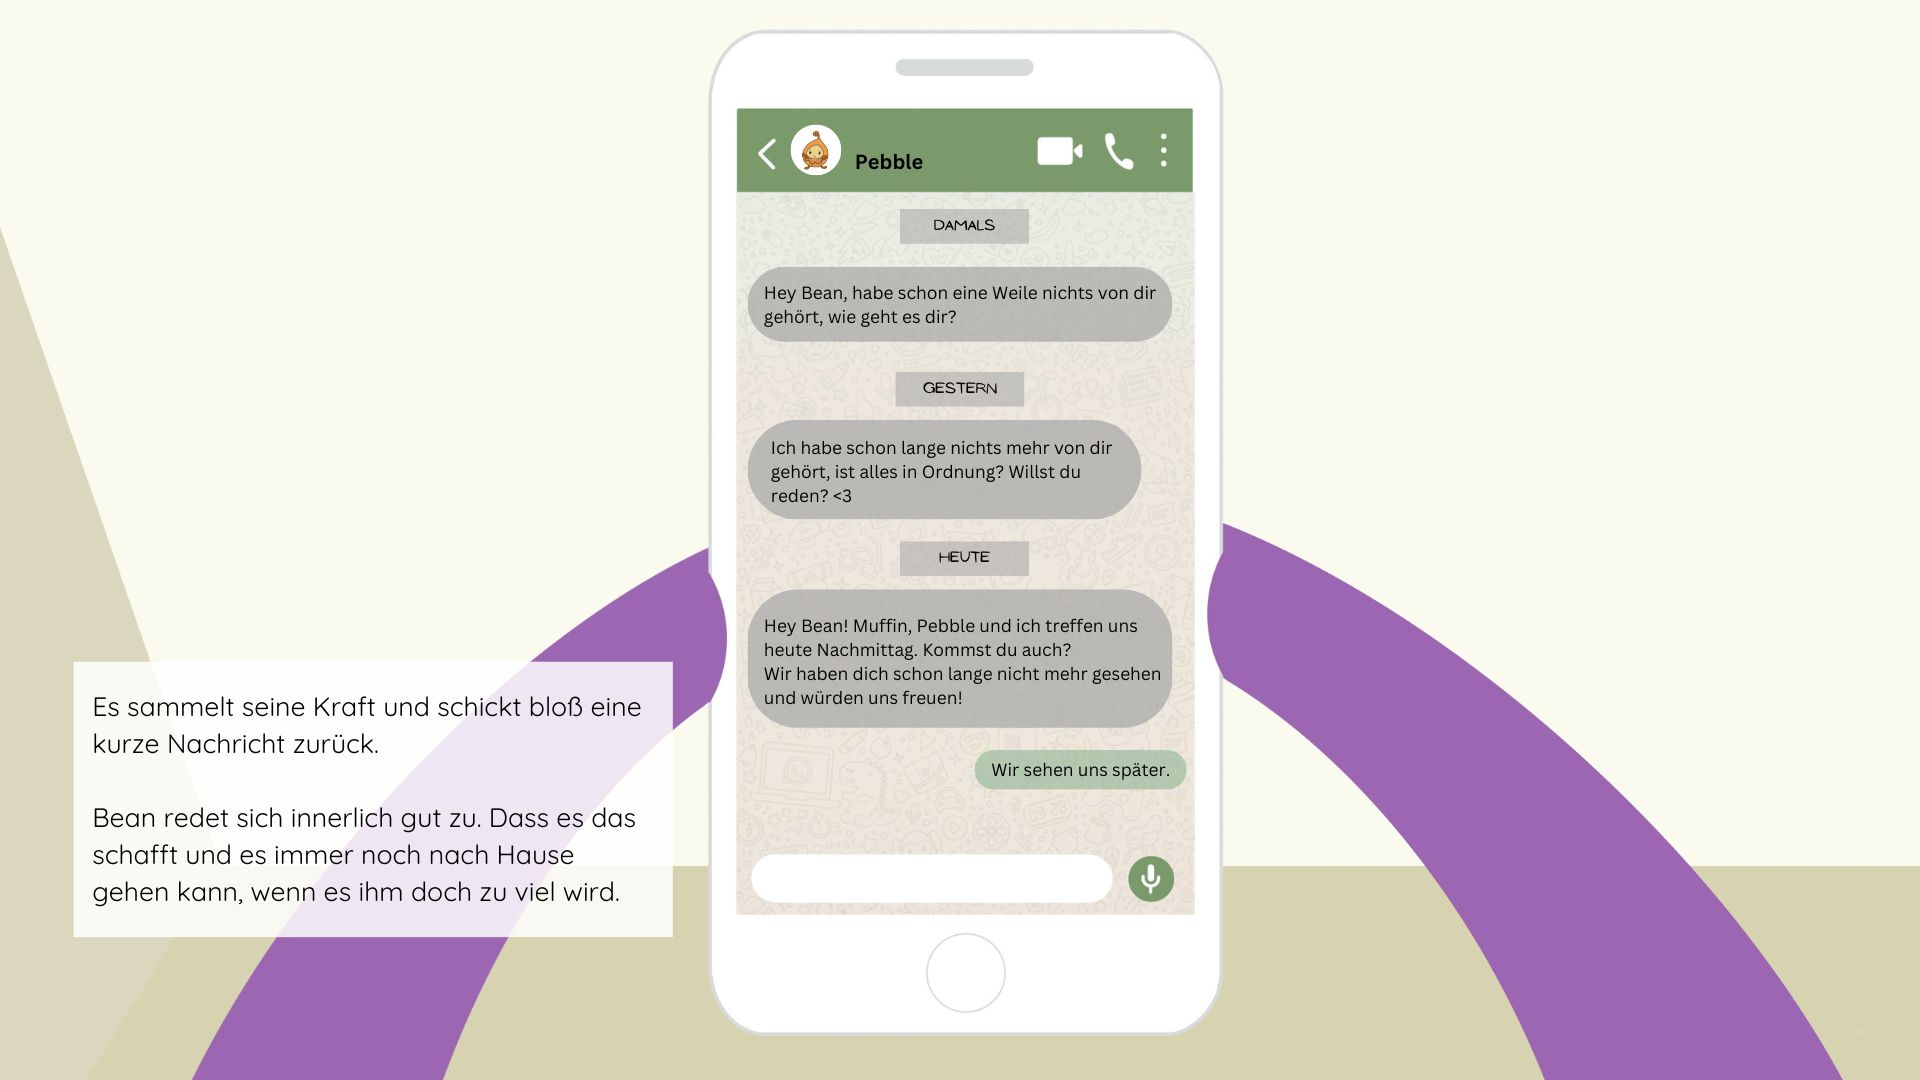 Pebble
DAMALS
Hey Bean, habe schon eine Weile nichts von dir
gehört, wie geht es dir?
GESTERN
Ich habe schon lange nichts mehr von dir
gehört, ist alles in Ordnung? Willst du
reden? <3
HEUTE
Hey Bean! Muffin, Pebble und ich treffen uns
heute Nachmittag. Kommst du auch?
Wir haben dich schon lange nicht mehr gesehen
und würden uns freuen!
Wir sehen uns später.
Es sammelt seine Kraft und schickt bloß eine
kurze Nachricht zurück.
Bean redet sich innerlich gut zu. Dass es das
schafft und es immer noch nach Hause
gehen kann, wenn es ihm doch zu viel wird.